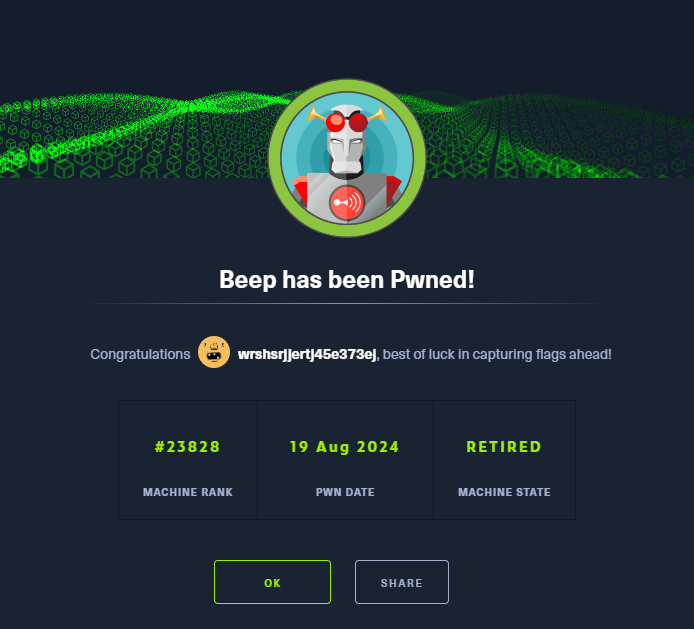 Beep has been Pwned!
Congratulations wrshsrjjertj45e373ej, best of luck in capturing flags ahead!
#23828 19 Aug 2024 RETIRED
MACHINE RANK PWN DATE MACHINE STATE
OK SHARE